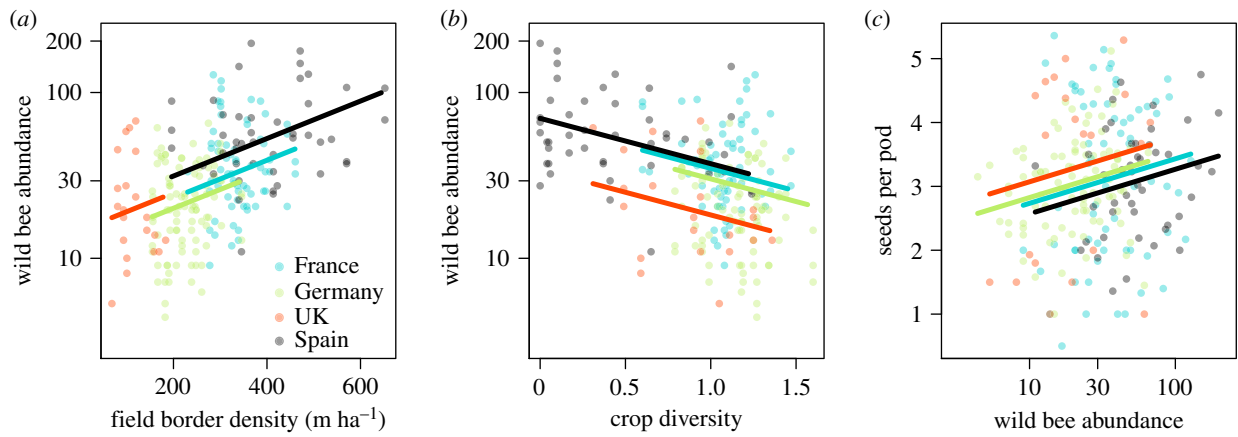 (a)
200
100
30
10
wild bee abundance
France
Germany
UK
Spain
200
400
600
field border density (m ha⁻¹)
(b)
200
100
30
10
wild bee abundance
0
0.5
1.0
1.5
crop diversity
(c)
5
4
3
2
1
seeds per pod
10
30
100
wild bee abundance